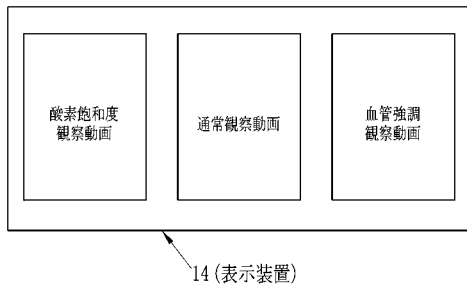 酸素飽和度
観察動画
通常観察動画
血管強調
観察動画
14(表示装置)